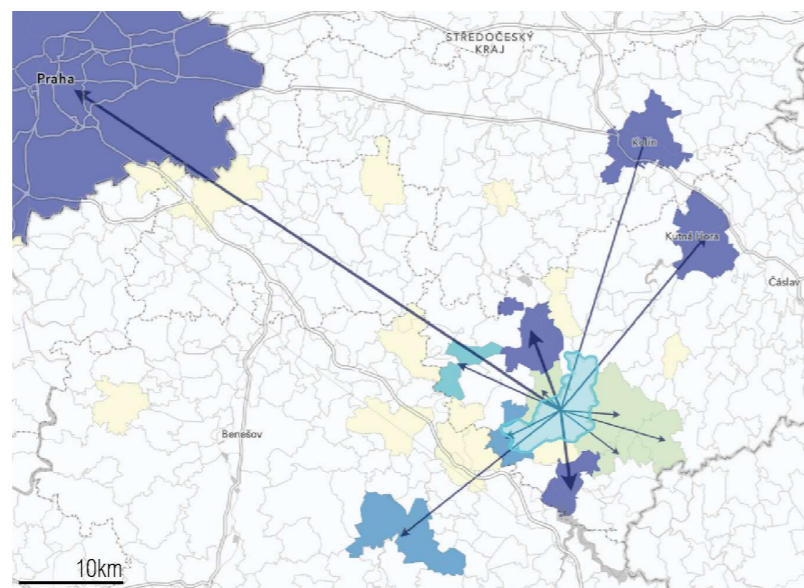 STŘEDOČESKÝ
KRAJ
Praha
Kolín
Kutná Hora
Čáslav
Benešov
10km